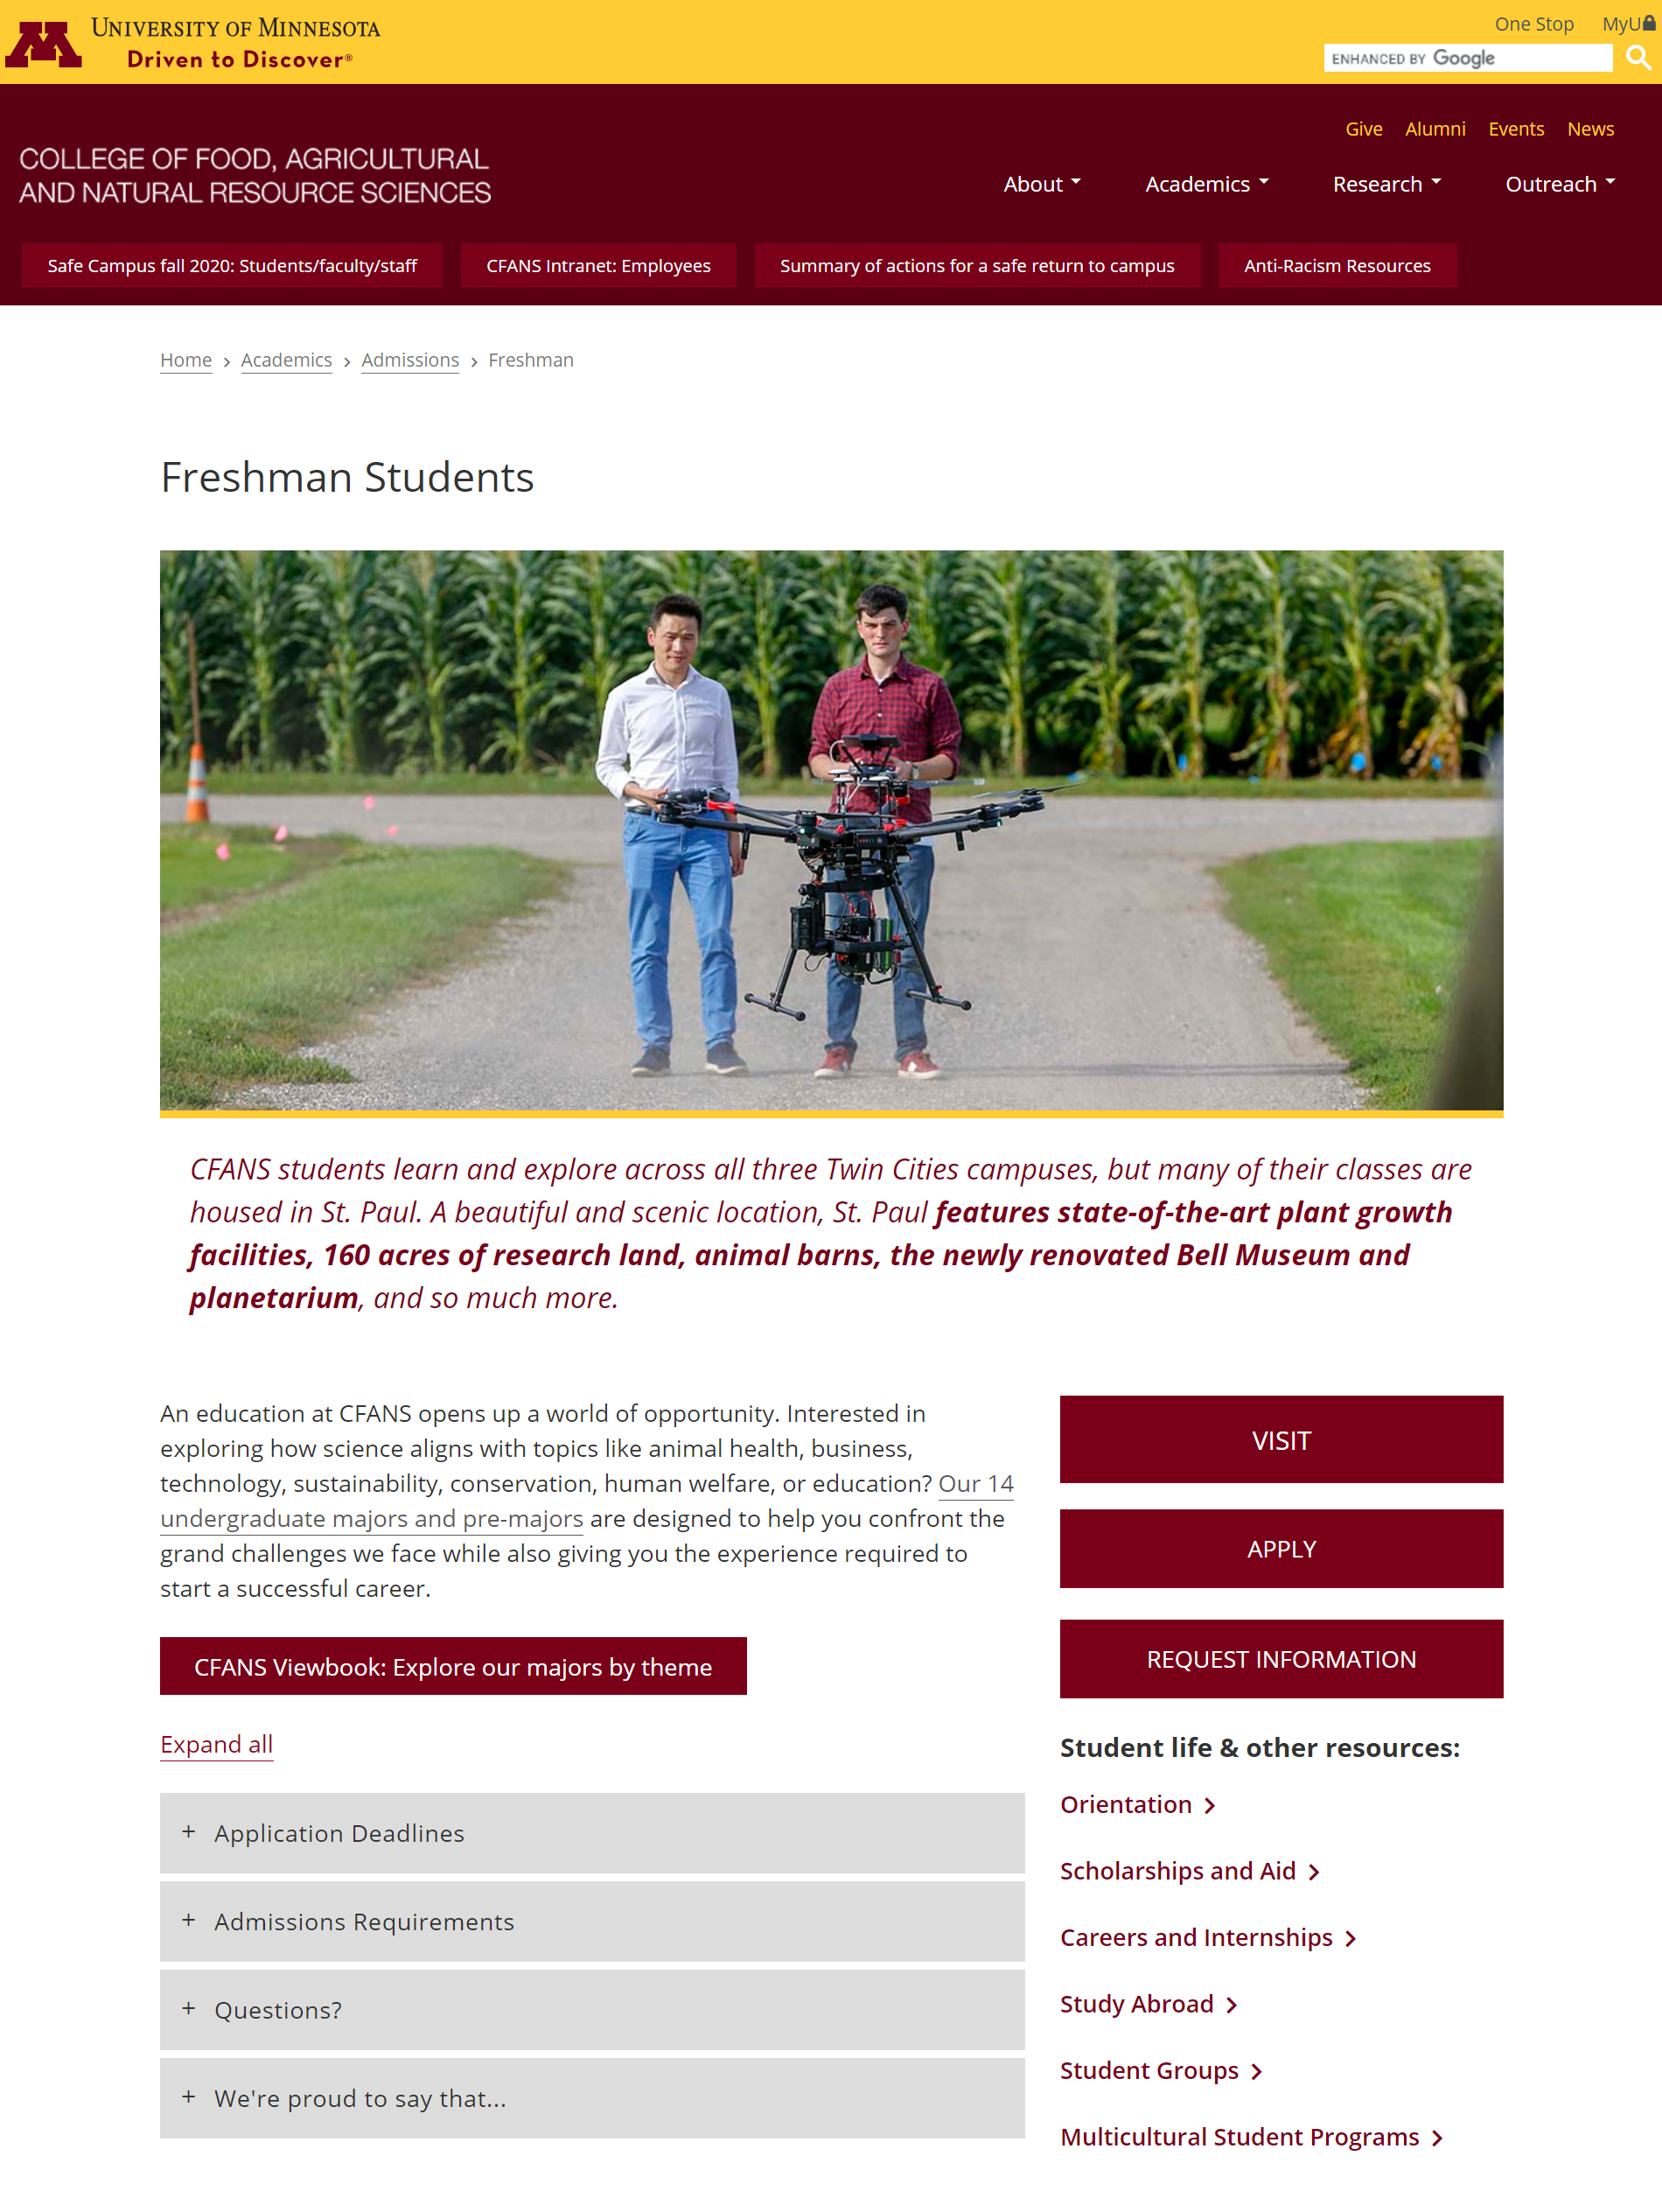 UNIVERSITY OF MINNESOTA
Driven to Discover®
One Stop
MyU
ENHANCED BY Google
COLLEGE OF FOOD, AGRICULTURAL
AND NATURAL RESOURCE SCIENCES
Give
Alumni
Events
News
About
Academics
Research
Outreach
Safe Campus fall 2020: Students/faculty/staff
CFANS Intranet: Employees
Summary of actions for a safe return to campus
Anti-Racism Resources
Home › Academics › Admissions › Freshman
Freshman Students
CFANS students learn and explore across all three Twin Cities campuses, but many of their classes are
housed in St. Paul. A beautiful and scenic location, St. Paul features state-of-the-art plant growth
facilities, 160 acres of research land, animal barns, the newly renovated Bell Museum and
planetarium, and so much more.
An education at CFANS opens up a world of opportunity. Interested in
exploring how science aligns with topics like animal health, business,
technology, sustainability, conservation, human welfare, or education? Our 14
undergraduate majors and pre-majors are designed to help you confront the
grand challenges we face while also giving you the experience required to
start a successful career.
CFANS Viewbook: Explore our majors by theme
Expand all
+ Application Deadlines
+ Admissions Requirements
+ Questions?
+ We're proud to say that...
VISIT
APPLY
REQUEST INFORMATION
Student life & other resources:
Orientation
Scholarships and Aid
Careers and Internships
Study Abroad
Student Groups
Multicultural Student Programs